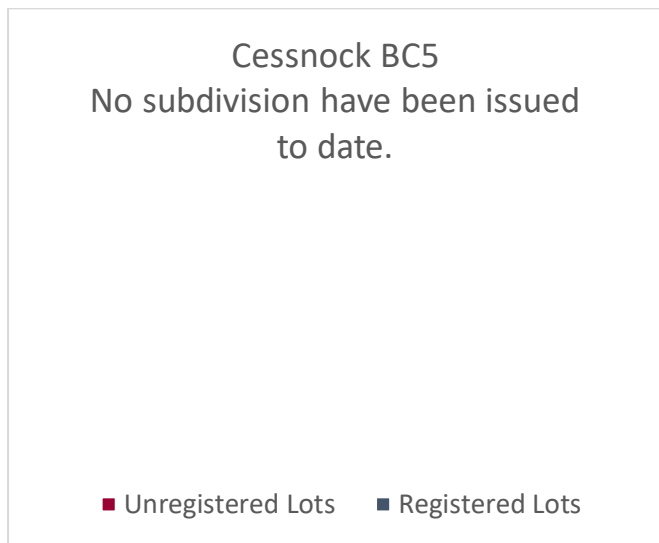 Cessnock BC5
No subdivision have been issued
to date.
Unregistered Lots Registered Lots